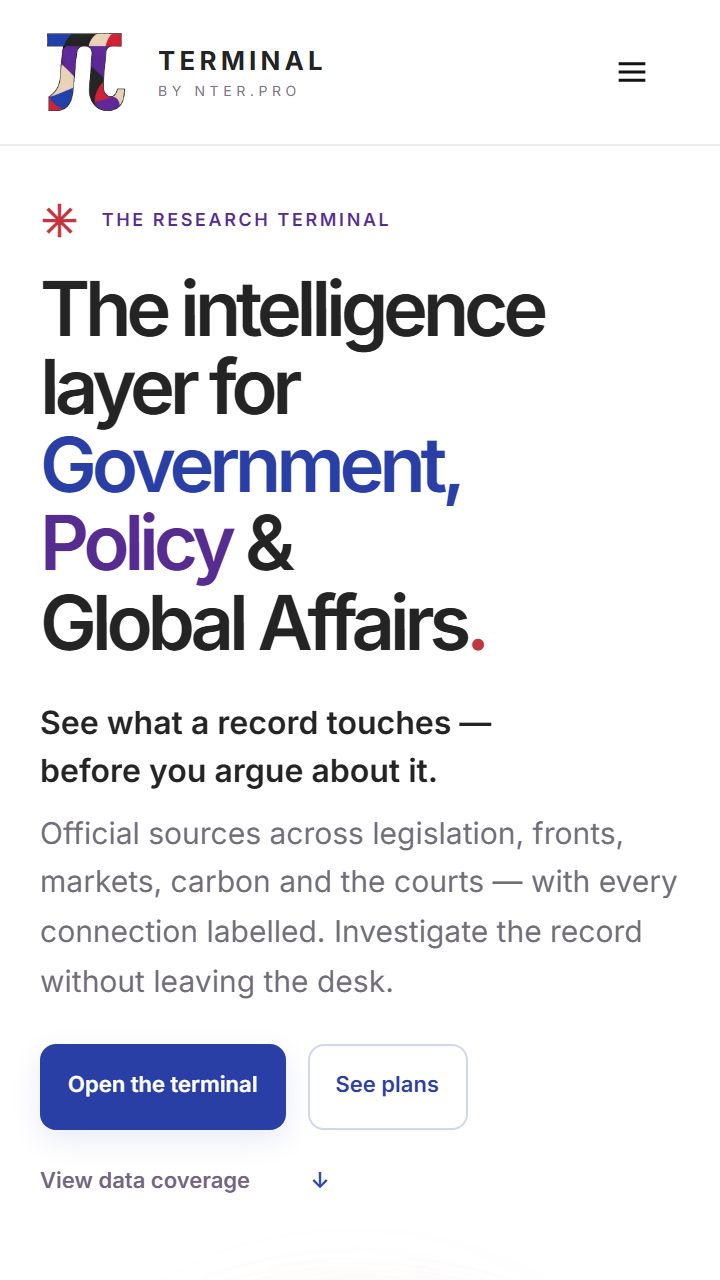 TERMINAL
BY NTER.PRO
THE RESEARCH TERMINAL
The intelligence
layer for
Government,
Policy &
Global Affairs.
See what a record touches —
before you argue about it.
Official sources across legislation, fronts,
markets, carbon and the courts — with every
connection labelled. Investigate the record
without leaving the desk.
Open the terminal
See plans
View data coverage ↓